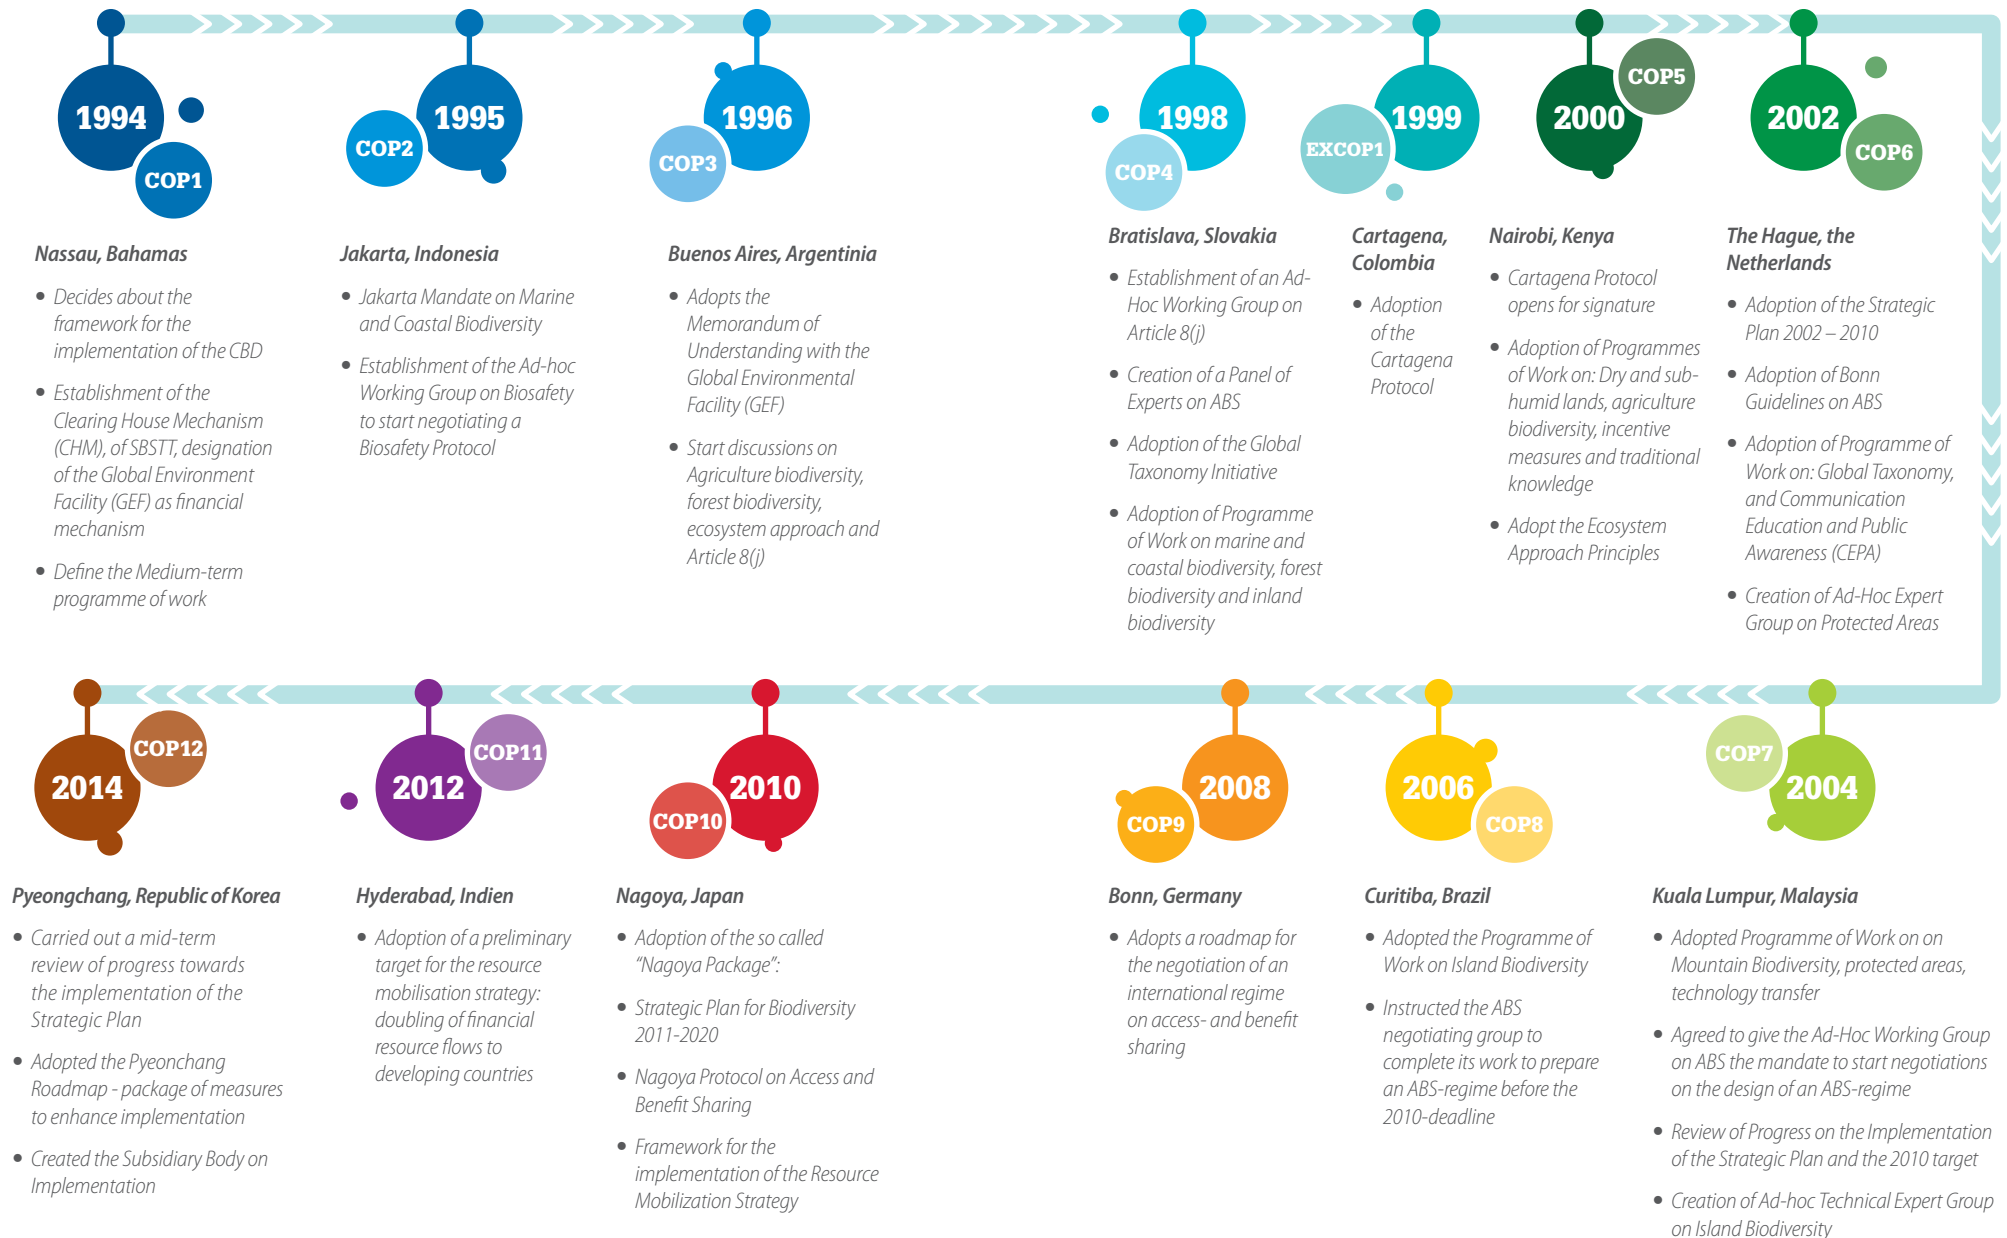 1994
COP1
Nassau, Bahamas
• Decides about the
framework for the
implementation of the CBD
• Establishment of the
Clearing House Mechanism
(CHM), of SBSTT, designation
of the Global Environment
Facility (GEF) as financial
mechanism
• Define the Medium-term
programme of work
1995
COP2
Jakarta, Indonesia
• Jakarta Mandate on Marine
and Coastal Biodiversity
• Establishment of the Ad-hoc
Working Group on Biosafety
to start negotiating a
Biosafety Protocol
1996
COP3
Buenos Aires, Argentinia
• Adopts the
Memorandum of
Understanding with the
Global Environmental
Facility (GEF)
• Start discussions on
Agriculture biodiversity,
forest biodiversity,
ecosystem approach and
Article 8(j)
1998
COP4
Bratislava, Slovakia
• Establishment of an Ad-
Hoc Working Group on
Article 8(j)
• Creation of a Panel of
Experts on ABS
• Adoption of the Global
Taxonomy Initiative
• Adoption of Programme
of Work on marine and
coastal biodiversity, forest
biodiversity and inland
biodiversity
1999
EXCOP1
Cartagena,
Colombia
• Adoption
of the
Cartagena
Protocol
2000
COP5
Nairobi, Kenya
• Cartagena Protocol
opens for signature
• Adoption of Programmes
of Work on: Dry and sub-
humid lands, agriculture
biodiversity, incentive
measures and traditional
knowledge
• Adopt the Ecosystem
Approach Principles
2002
COP6
The Hague, the
Netherlands
• Adoption of the Strategic
Plan 2002 – 2010
• Adoption of Bonn
Guidelines on ABS
• Adoption of Programme of
Work on: Global Taxonomy,
and Communication
Education and Public
Awareness (CEPA)
• Creation of Ad-Hoc Expert
Group on Protected Areas
2014
COP12
Pyeongchang, Republic of Korea
• Carried out a mid-term
review of progress towards
the implementation of the
Strategic Plan
• Adopted the Pyeonchang
Roadmap - package of measures
to enhance implementation
• Created the Subsidiary Body on
Implementation
2012
COP11
Hyderabad, Indien
• Adoption of a preliminary
target for the resource
mobilisation strategy:
doubling of financial
resource flows to
developing countries
2010
COP10
Nagoya, Japan
• Adoption of the so called
“Nagoya Package”:
• Strategic Plan for Biodiversity
2011-2020
• Nagoya Protocol on Access and
Benefit Sharing
• Framework for the
implementation of the Resource
Mobilization Strategy
2008
COP9
Bonn, Germany
• Adopts a roadmap for
the negotiation of an
international regime
on access- and benefit
sharing
2006
COP8
Curitiba, Brazil
• Adopted the Programme of
Work on Island Biodiversity
• Instructed the ABS
negotiating group to
complete its work to prepare
an ABS-regime before the
2010-deadline
2004
COP7
Kuala Lumpur, Malaysia
• Adopted Programme of Work on on
Mountain Biodiversity, protected areas,
technology transfer
• Agreed to give the Ad-Hoc Working Group
on ABS the mandate to start negotiations
on the design of an ABS-regime
• Review of Progress on the Implementation
of the Strategic Plan and the 2010 target
• Creation of Ad-hoc Technical Expert Group
on Island Biodiversity